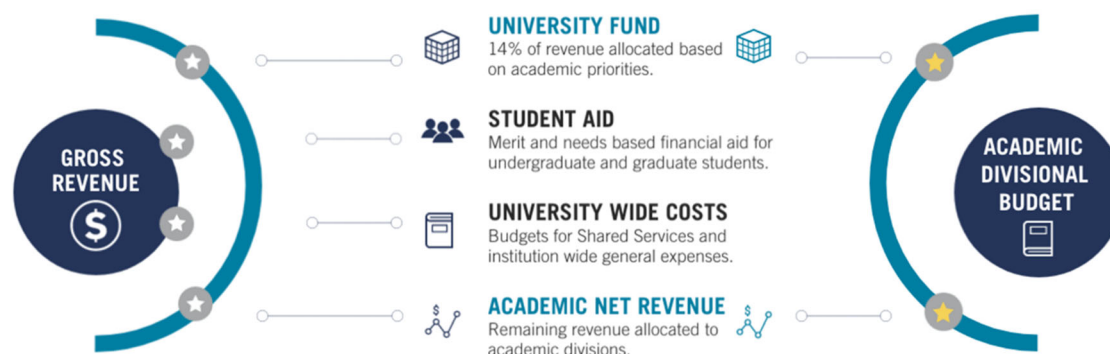 GROSS
REVENUE
$
UNIVERSITY FUND
14% of revenue allocated based
on academic priorities.
STUDENT AID
Merit and needs based financial aid for
undergraduate and graduate students.
UNIVERSITY WIDE COSTS
Budgets for Shared Services and
institution wide general expenses.
$
ACADEMIC NET REVENUE
$
Remaining revenue allocated to
academic divisions.
ACADEMIC
DIVISIONAL
BUDGET